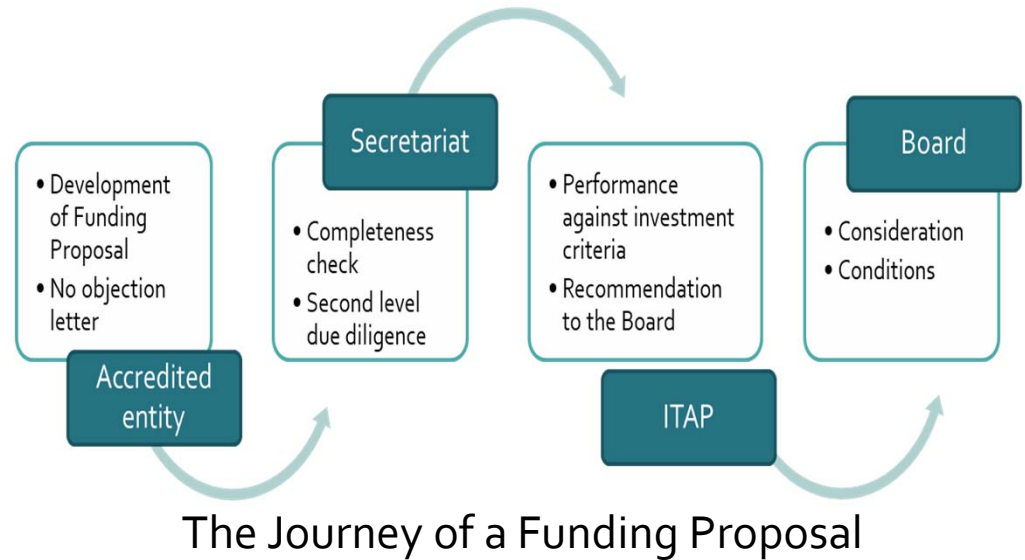 Accredited
entity
• Development
of Funding
Proposal
• No objection
letter
Secretariat
• Completeness
check
• Second level
due diligence
ITAP
• Performance
against investment
criteria
• Recommendation
to the Board
Board
• Consideration
• Conditions
The Journey of a Funding Proposal